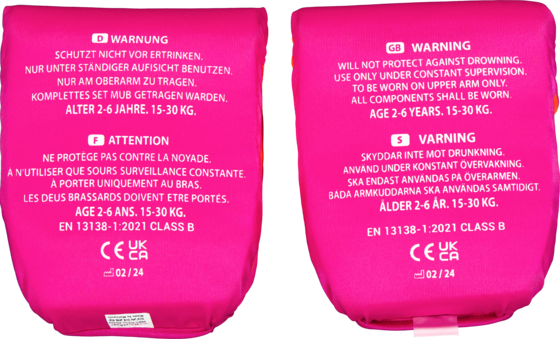 D WARNUNG
SCHUTZT NICHT VOR ERTRINKEN.
NUR UNTER STÄNDIGER AUFISICHT BENUTZEN.
NUR AM OBERARM ZU TRAGEN.
KOMPLETTES SET MUB GETRAGEN WARDEN.
ALTER 2-6 JAHRE. 15-30 KG.
F ATTENTION
NE PROTÈGE PAS CONTRE LA NOYADE.
À N'UTILISER QUE SOURS SURVEILLANCE CONSTANTE.
À PORTER UNIQUEMENT AU BRAS.
LES DEUS BRASSARDS DOIVENT ETRE PORTÉS.
AGE 2-6 ANS. 15-30 KG.
EN 13138-1:2021 CLASS B
CE UK
CA
02 / 24
GB WARNING
WILL NOT PROTECT AGAINST DROWNING.
USE ONLY UNDER CONSTANT SUPERVISION.
TO BE WORN ON UPPER ARM ONLY.
ALL COMPONENTS SHALL BE WORN.
AGE 2-6 YEARS. 15-30 KG.
S VARNING
SKYDDAR INTE MOT DRUNKNING.
ANVÄND UNDER KONSTANT ÖVERVAKNING.
SKA ENDAST ANVÄNDAS PÅ ÖVERARMEN.
BÅDA ARMKUDDARNA SKA ANVÄNDAS SAMTIDIGT.
ÅLDER 2-6 ÅR. 15-30 KG.
EN 13138-1:2021 CLASS B
CE UK
CA
02 / 24